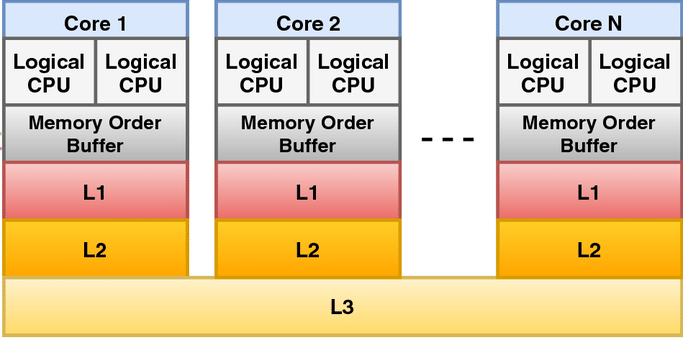 Core 1
Core 2
Core N
Logical CPU
Logical CPU
Logical CPU
Logical CPU
Logical CPU
Logical CPU
Memory Order
Buffer
Memory Order
Buffer
Memory Order
Buffer
L1
L1
L1
L2
L2
L2
L3